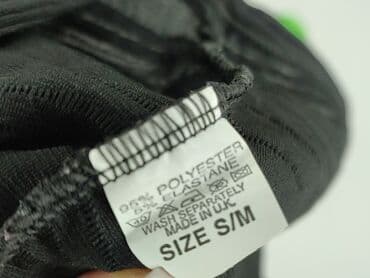 95% POLYESTER
5% ELASTANE
WASH SEPARATELY
MADE IN U.K.
SIZE S/M